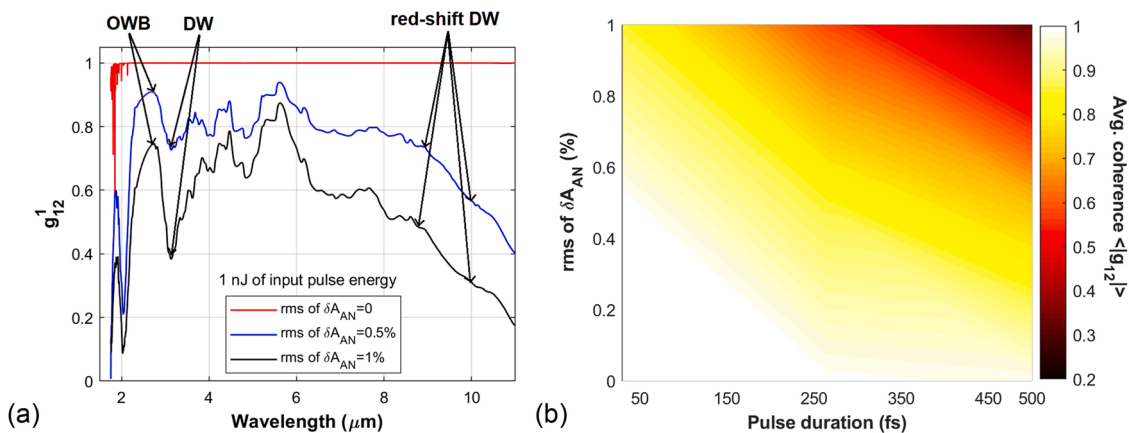 OWB DW red-shift DW
1
0.8
0.6
0.4
0.2
0
g¹₁₂
1 nJ of input pulse energy
rms of δA_AN=0
rms of δA_AN=0.5%
rms of δA_AN=1%
2 4 6 8 10
Wavelength (μm)
(a)
1
0.8
0.6
0.4
0.2
0
rms of δA_AN (%)
50 150 250 350 450 500
Pulse duration (fs)
(b)
1
0.9
0.8
0.7
0.6
0.5
0.4
0.3
0.2
Avg. coherence <|g₁₂|>